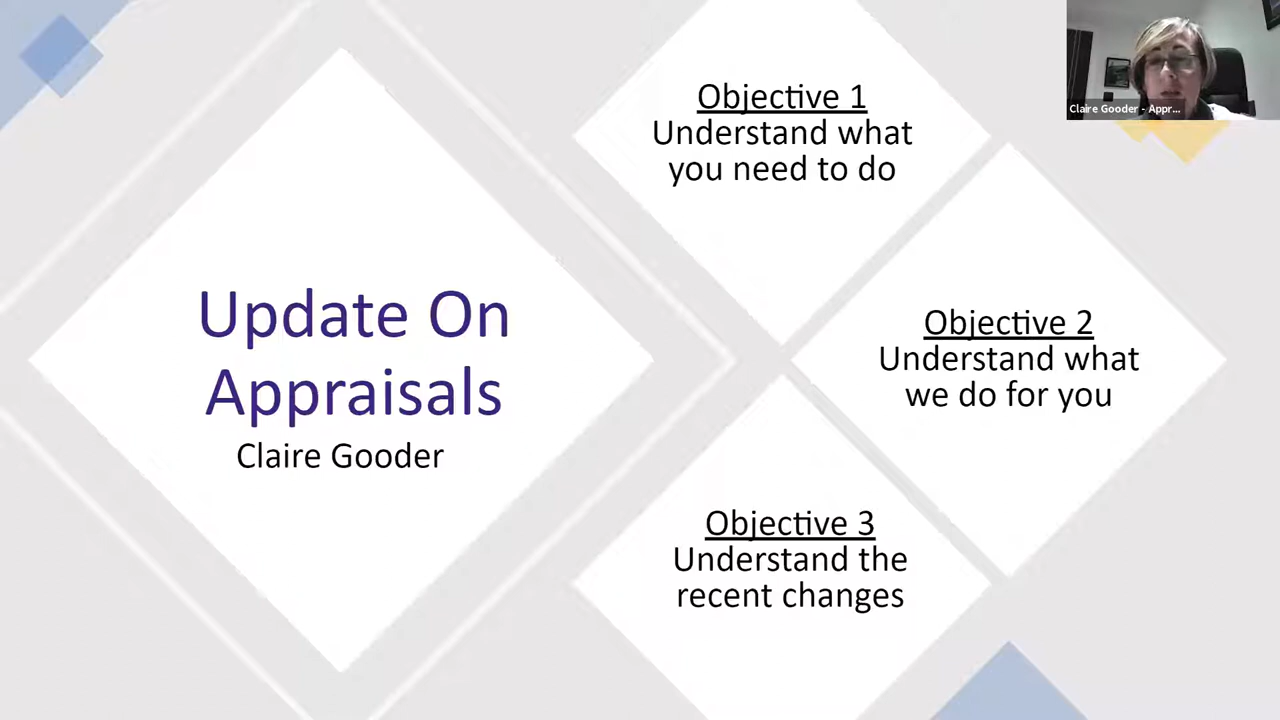 Update On
Appraisals
Claire Gooder
Objective 1
Understand what
you need to do
Objective 2
Understand what
we do for you
Objective 3
Understand the
recent changes
Claire Gooder - Appr...